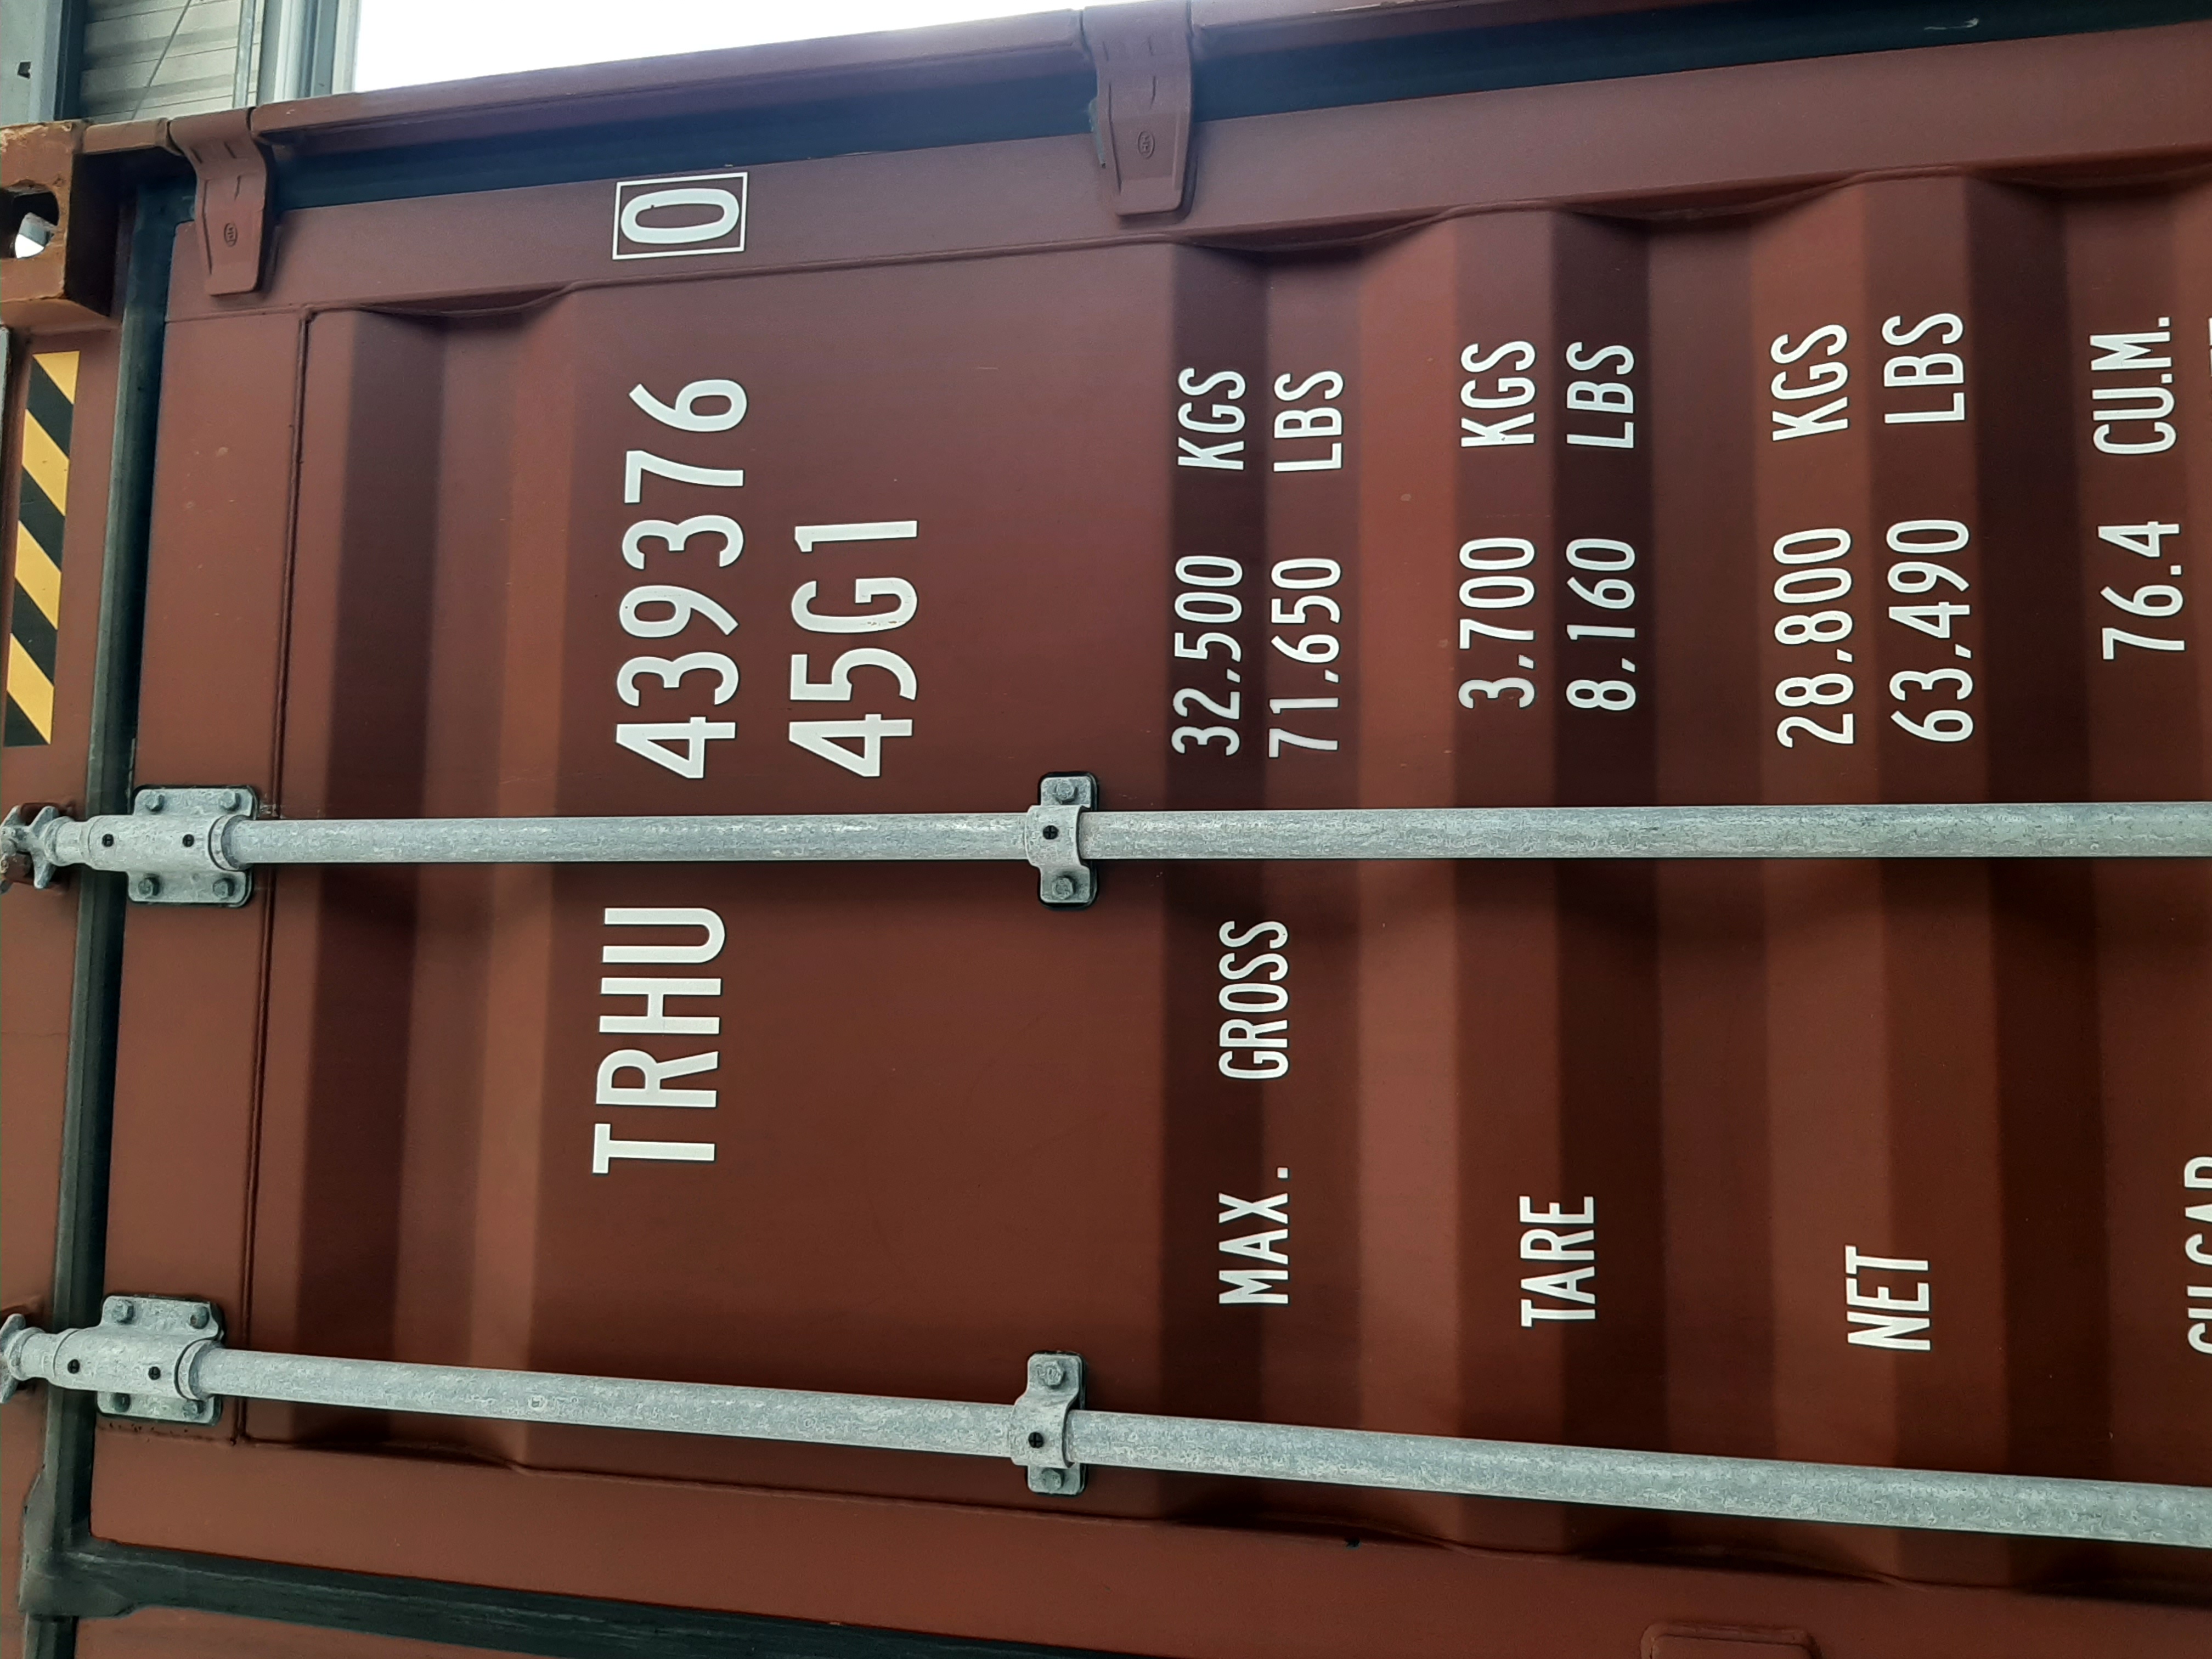 TRHU 439376 0
45G1
MAX. GROSS 32,500 KGS
71,650 LBS
TARE 3,700 KGS
8,160 LBS
NET 28,800 KGS
63,490 LBS
76.4 CU.M.